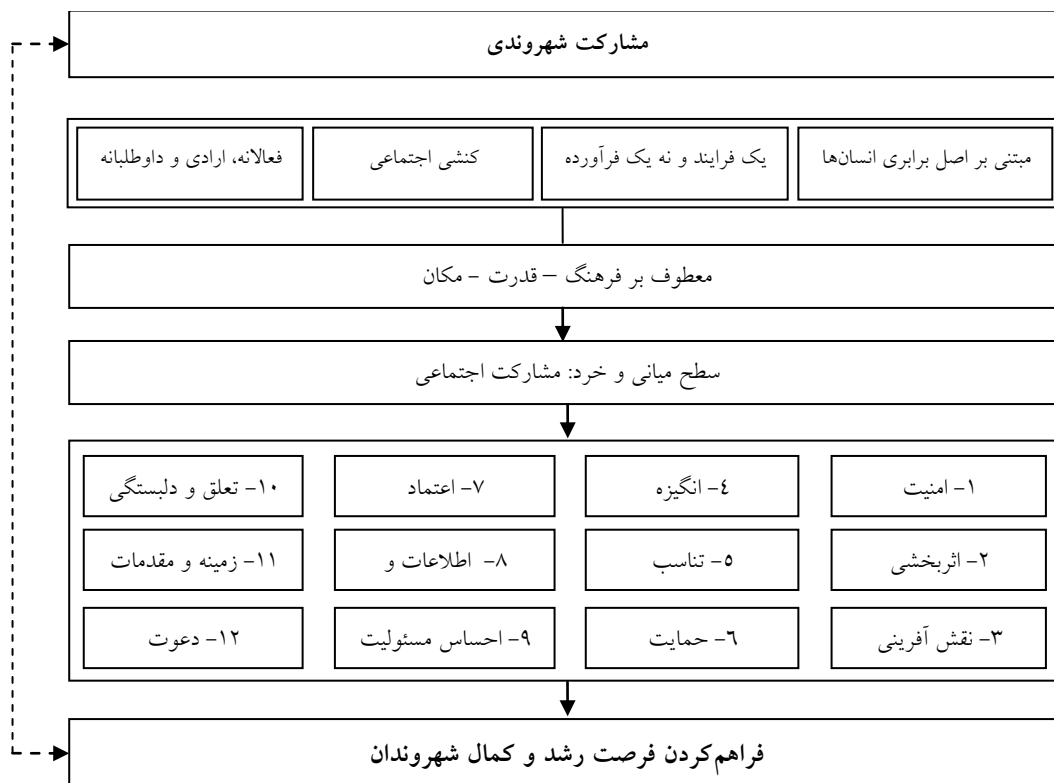 مشارکت شهروندی
مبتنی بر اصل برابری انسان‌ها
یک فرایند و نه یک فرآورده
کنشی اجتماعی
فعالانه، ارادی و داوطلبانه
معطوف بر فرهنگ – قدرت - مکان
سطح میانی و خرد: مشارکت اجتماعی
۱- امنیت
۴- انگیزه
۷- اعتماد
۱۰- تعلق و دلبستگی
۲- اثربخشی
۵- تناسب
۸- اطلاعات و
۱۱- زمینه و مقدمات
۳- نقش آفرینی
۶- حمایت
۹- احساس مسئولیت
۱۲- دعوت
فراهم‌کردن فرصت رشد و کمال شهروندان